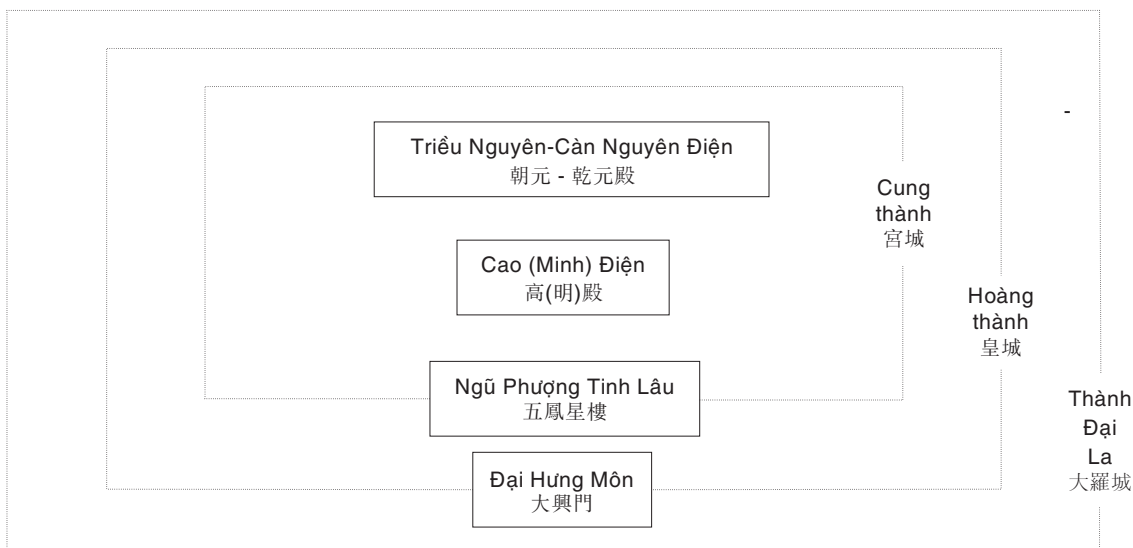 -
Triều Nguyên-Càn Nguyên Điện
朝元 - 乾元殿
Cung
thành
宮城
Cao (Minh) Điện
高(明)殿
Hoàng
thành
皇城
Ngũ Phượng Tinh Lâu
五鳳星樓
Thành
Đại
La
大羅城
Đại Hưng Môn
大興門